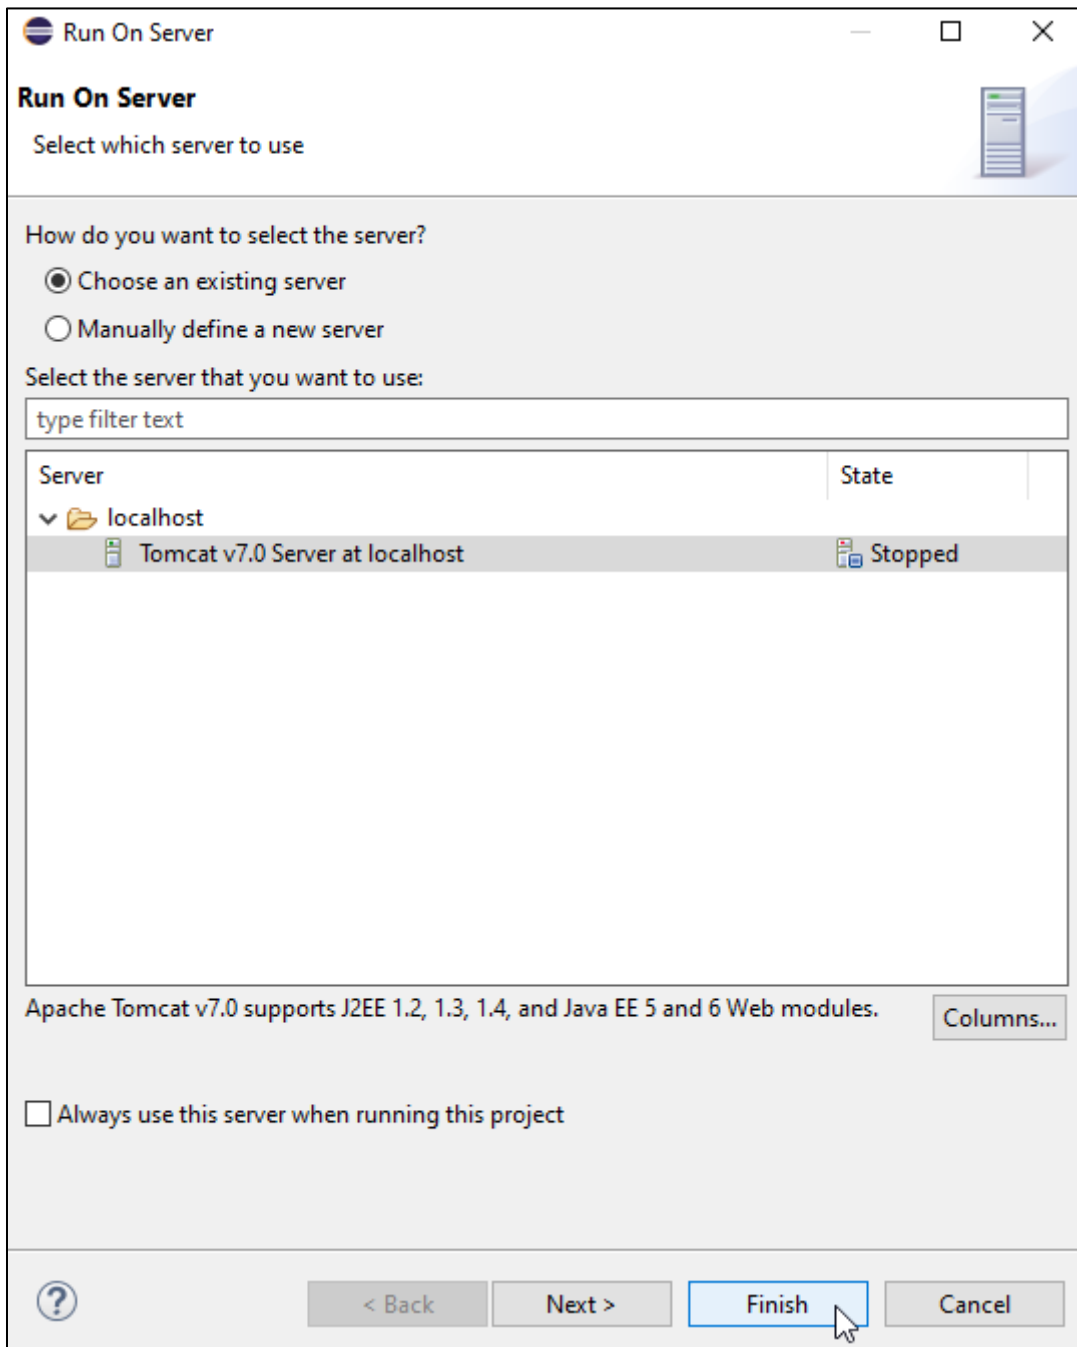 Run On Server
Run On Server
Select which server to use
How do you want to select the server?
Choose an existing server
Manually define a new server
Select the server that you want to use:
type filter text
Server State
localhost
Tomcat v7.0 Server at localhost Stopped
Apache Tomcat v7.0 supports J2EE 1.2, 1.3, 1.4, and Java EE 5 and 6 Web modules.
Columns...
Always use this server when running this project
? < Back Next > Finish Cancel